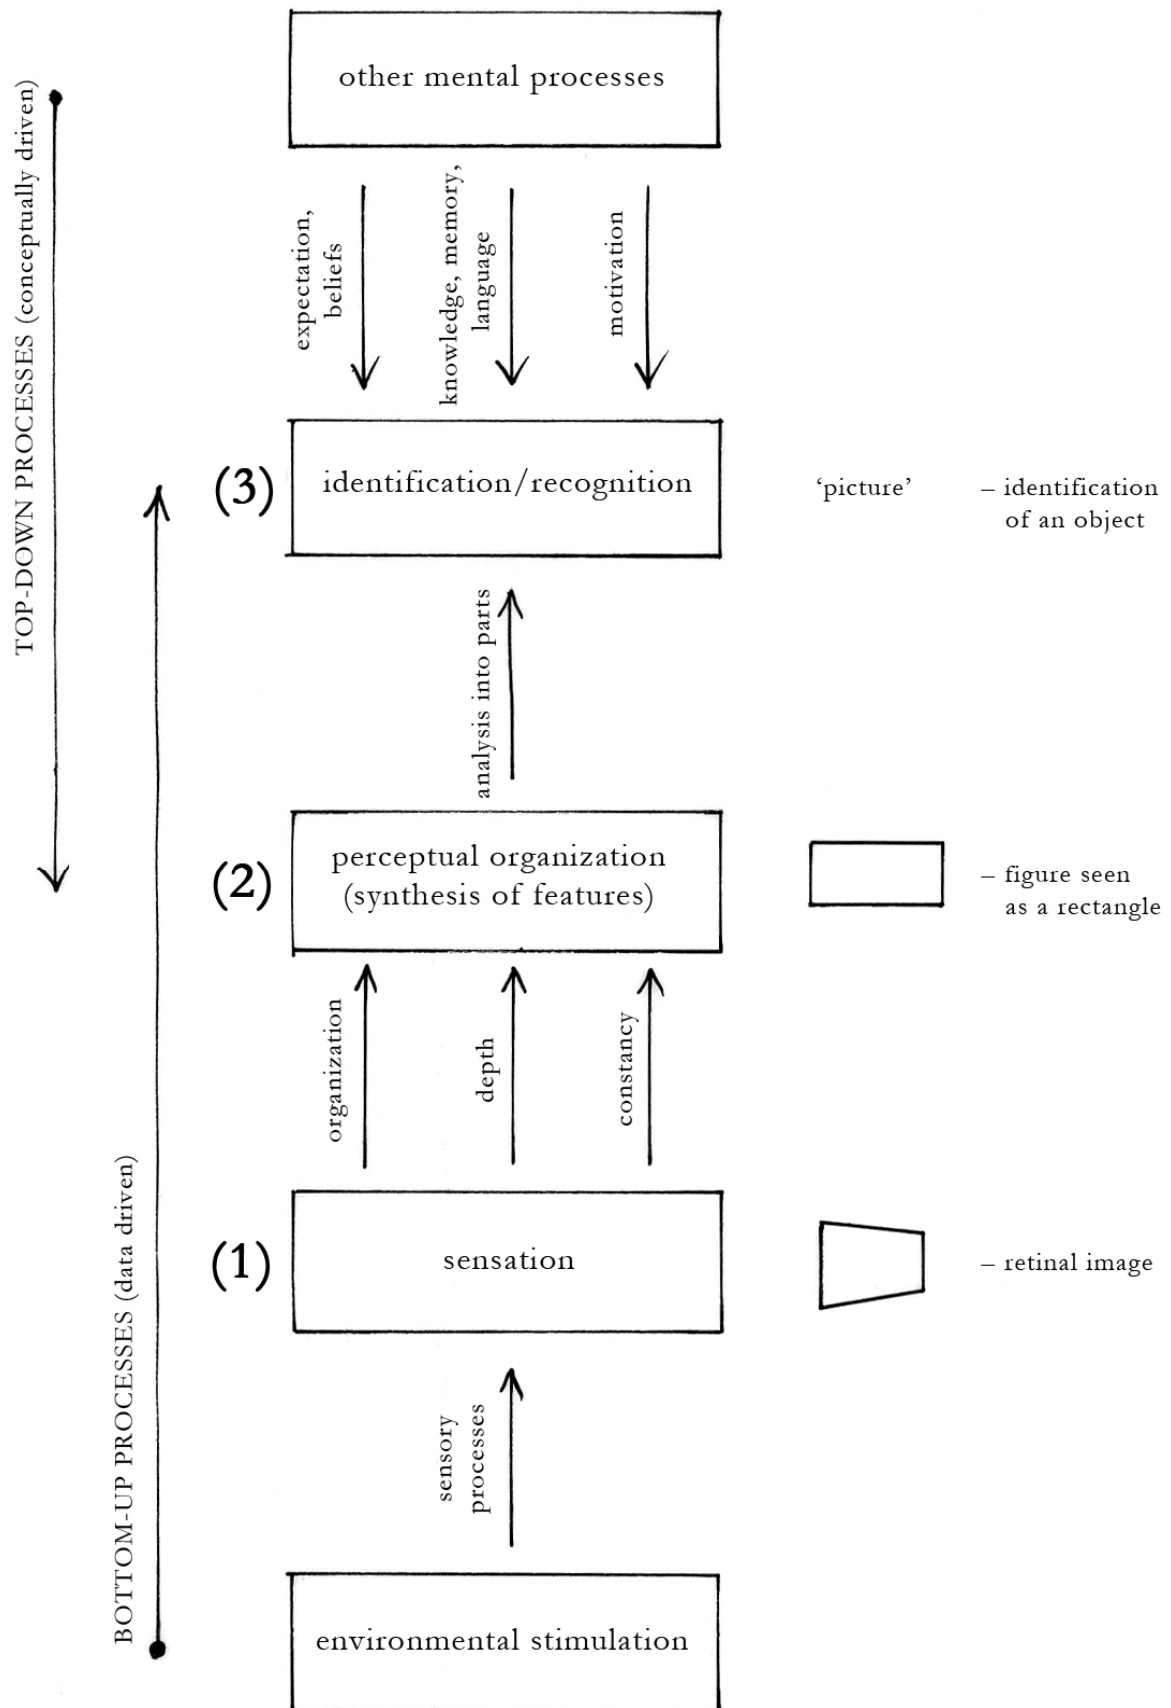 other mental processes
TOP-DOWN PROCESSES (conceptually driven)
expectation,
beliefs
knowledge, memory,
language
motivation
(3)
identification/recognition
‘picture’
– identification
of an object
analysis into parts
(2)
perceptual organization
(synthesis of features)
– figure seen
as a rectangle
organization
depth
constancy
BOTTOM-UP PROCESSES (data driven)
(1)
sensation
– retinal image
sensory
processes
environmental stimulation